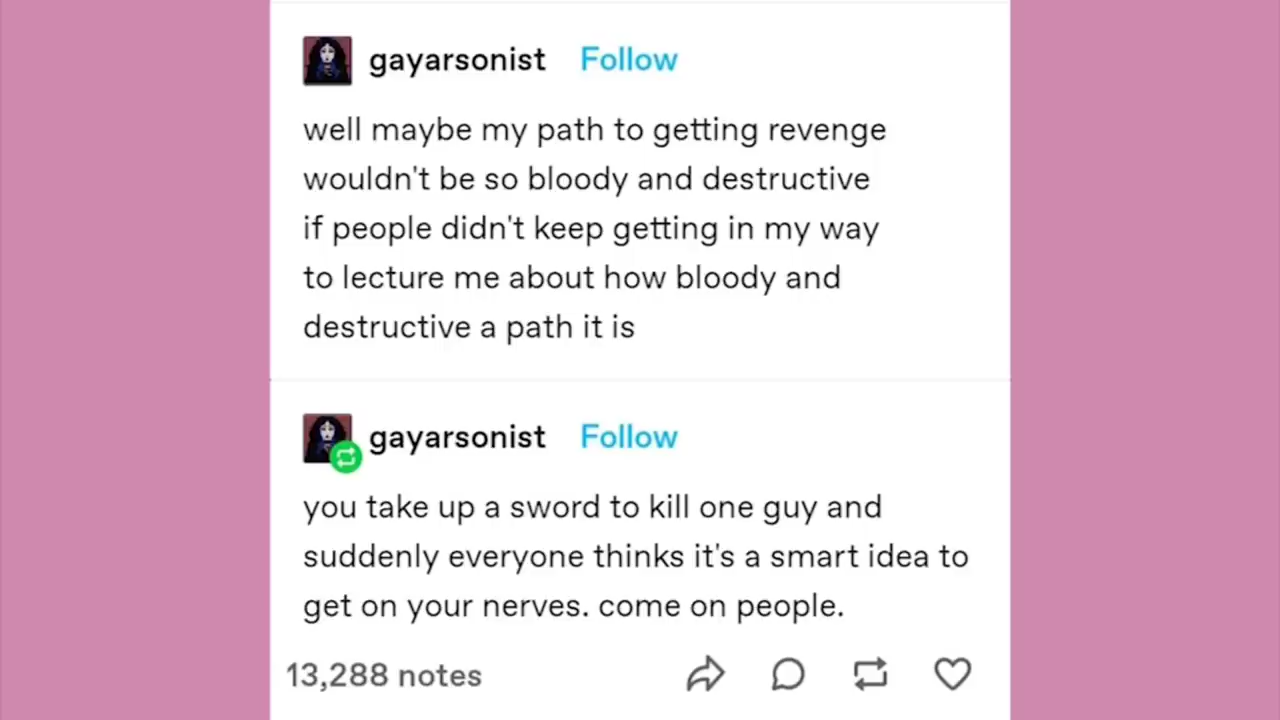 gayarsonist Follow
well maybe my path to getting revenge
wouldn't be so bloody and destructive
if people didn't keep getting in my way
to lecture me about how bloody and
destructive a path it is
gayarsonist Follow
you take up a sword to kill one guy and
suddenly everyone thinks it's a smart idea to
get on your nerves. come on people.
13,288 notes